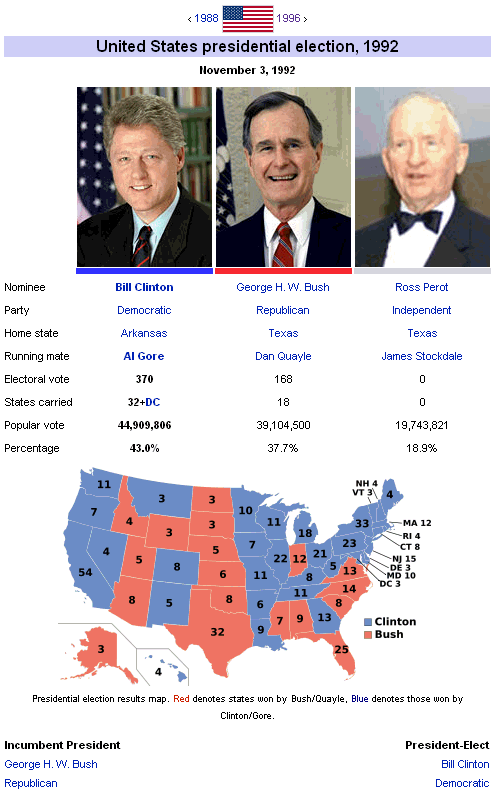 ‹ 1988 1996 ›
United States presidential election, 1992
November 3, 1992
Nominee Bill Clinton George H. W. Bush Ross Perot
Party Democratic Republican Independent
Home state Arkansas Texas Texas
Running mate Al Gore Dan Quayle James Stockdale
Electoral vote 370 168 0
States carried 32+DC 18 0
Popular vote 44,909,806 39,104,500 19,743,821
Percentage 43.0% 37.7% 18.9%
11
7
54
4
4
3
3
5
8
8
5
3
3
5
6
8
32
10
7
11
6
9
11
22
18
12
21
8
11
7
9
13
25
8
14
13
5
23
33
4
NH 4
VT 3
MA 12
RI 4
CT 8
NJ 15
DE 3
MD 10
DC 3
3
4
Clinton
Bush
Presidential election results map. Red denotes states won by Bush/Quayle, Blue denotes those won by
Clinton/Gore.
Incumbent President President-Elect
George H. W. Bush Bill Clinton
Republican Democratic